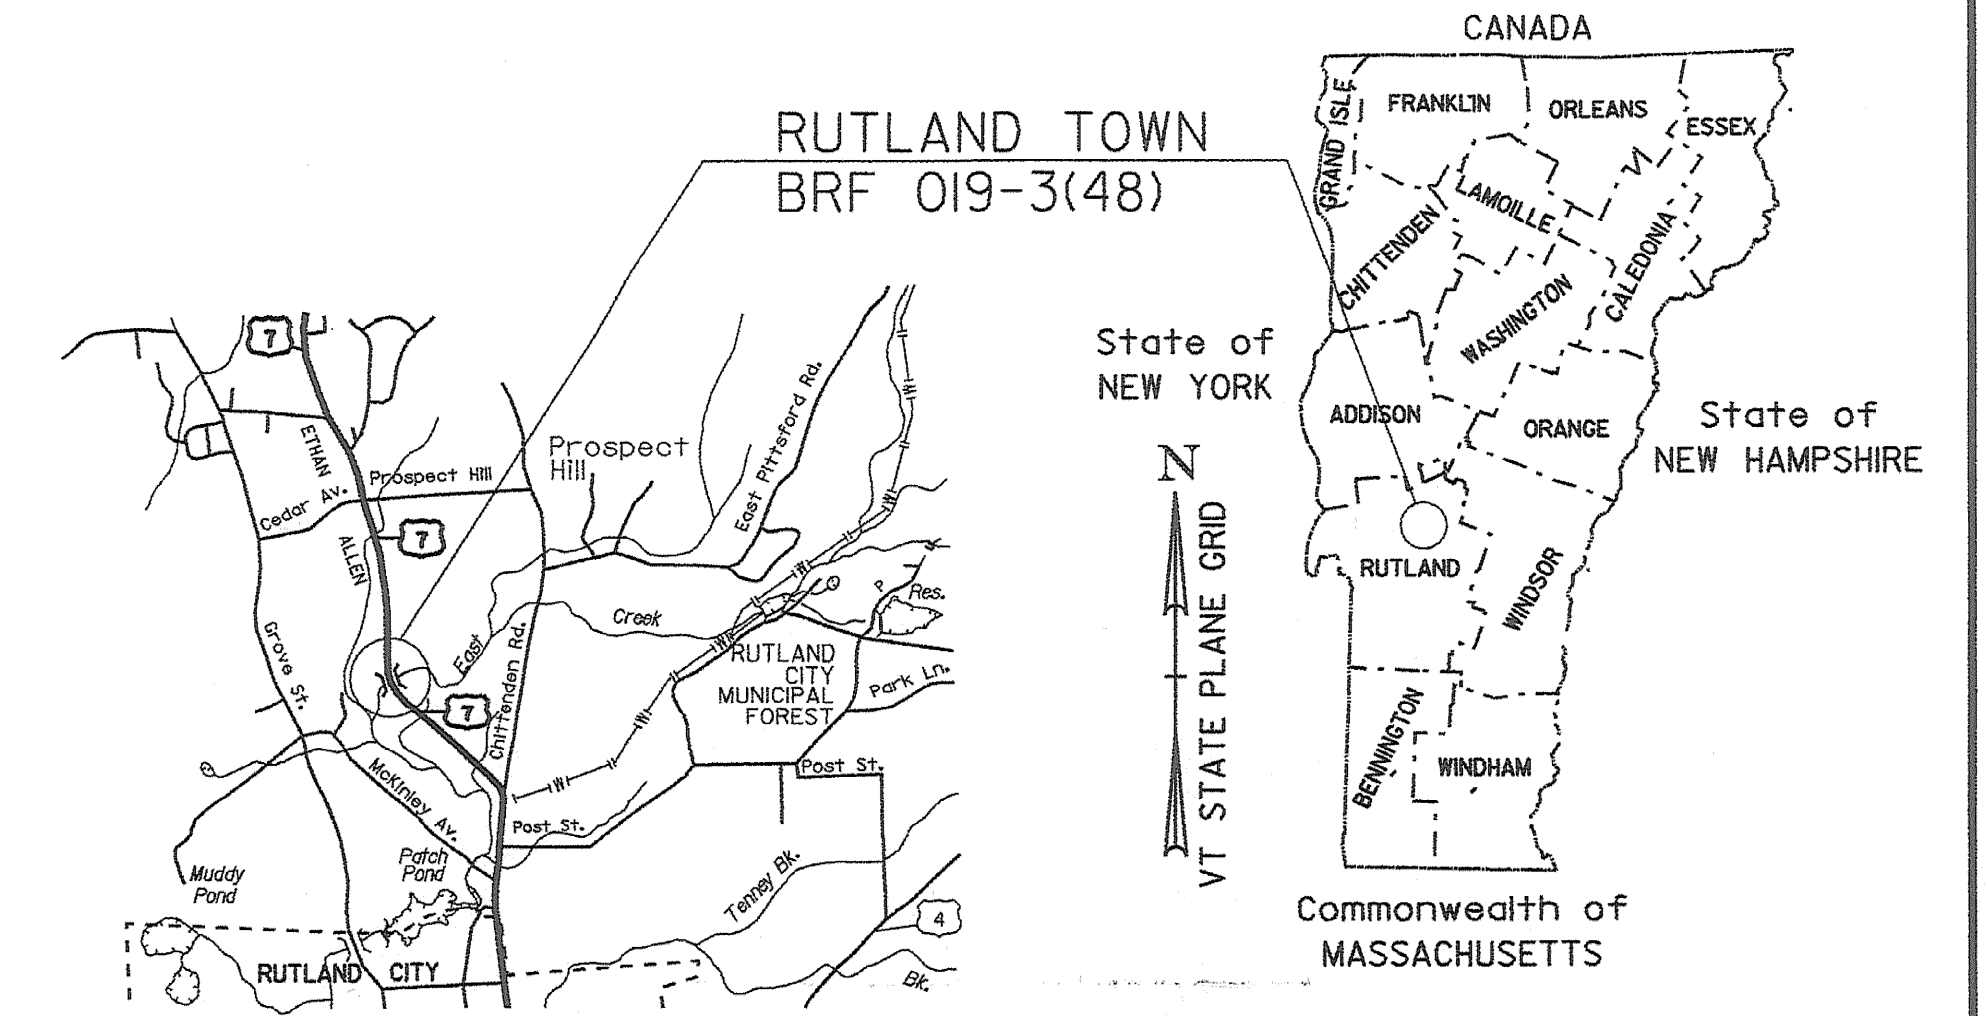 CANADA
GRAND ISLE
FRANKLIN
ORLEANS
ESSEX
RUTLAND TOWN
BRF 019-3(48)
LAMOILLE
CHITTENDEN
CALEDONIA
WASHINGTON
State of
NEW YORK
ADDISON
ORANGE
State of
NEW HAMPSHIRE
RUTLAND
WINDSOR
BENNINGTON
WINDHAM
Commonwealth of
MASSACHUSETTS
N
VT STATE PLANE GRID
7
ETHAN
ALLEN
Prospect Hill
Cedar Av.
Prospect
Hill
East Pittsford Rd.
7
W
W
W
W
W
W
P
Res.
East
Creek
Grove St.
Chittenden Rd.
7
RUTLAND
CITY
MUNICIPAL
FOREST
Park Ln.
McKinley Av.
Post St.
Post St.
Muddy
Pond
Patch
Pond
Tenney Bk.
4
RUTLAND CITY
Bk.